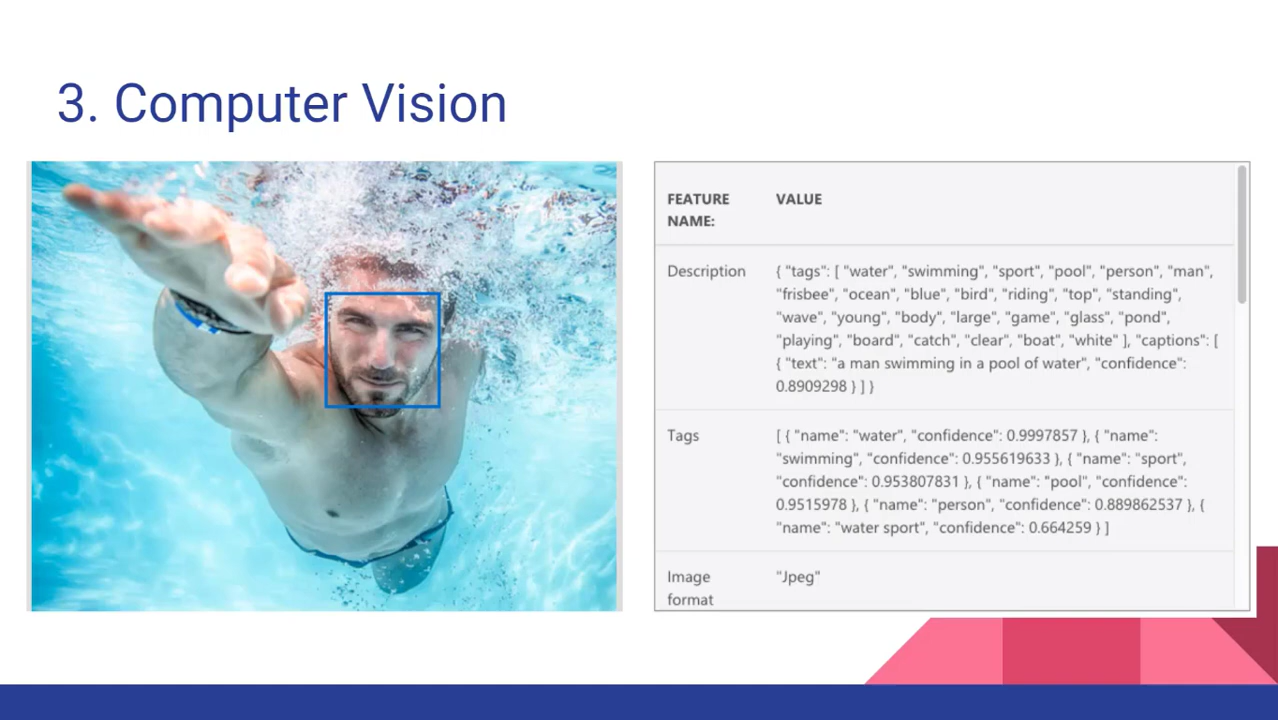 3. Computer Vision
FEATURE NAME:
VALUE
Description
{ "tags": [ "water", "swimming", "sport", "pool", "person", "man",
"frisbee", "ocean", "blue", "bird", "riding", "top", "standing",
"wave", "young", "body", "large", "game", "glass", "pond",
"playing", "board", "catch", "clear", "boat", "white" ], "captions": [
{ "text": "a man swimming in a pool of water", "confidence":
0.8909298 } ] }
Tags
[ { "name": "water", "confidence": 0.9997857 }, { "name":
"swimming", "confidence": 0.955619633 }, { "name": "sport",
"confidence": 0.953807831 }, { "name": "pool", "confidence":
0.9515978 }, { "name": "person", "confidence": 0.889862537 }, {
"name": "water sport", "confidence": 0.664259 } ]
Image
format
"Jpeg"